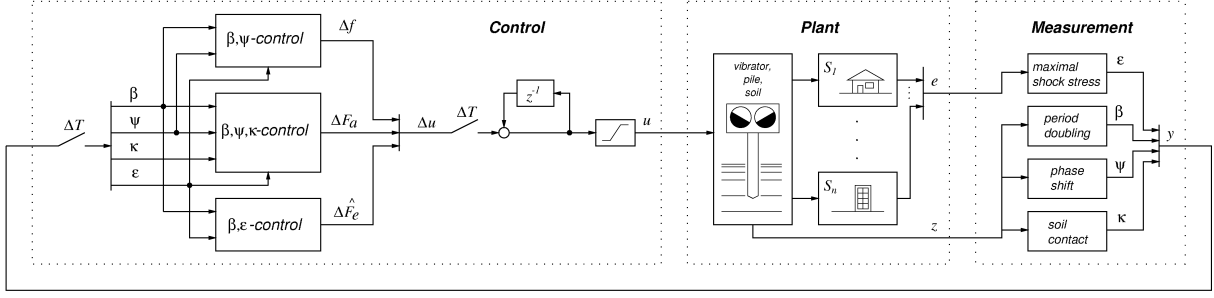 Control
Plant
Measurement
β,ψ-control
Δf
β
ψ
κ
ε
ΔT
β,ψ,κ-control
ΔFₐ
Δu
ΔT
z⁻¹
u
β,ε-control
ΔF̂ₑ
vibrator,
pile,
soil
S₁
Sₙ
e
z
maximal
shock stress
ε
period
doubling
β
phase
shift
ψ
soil
contact
κ
y